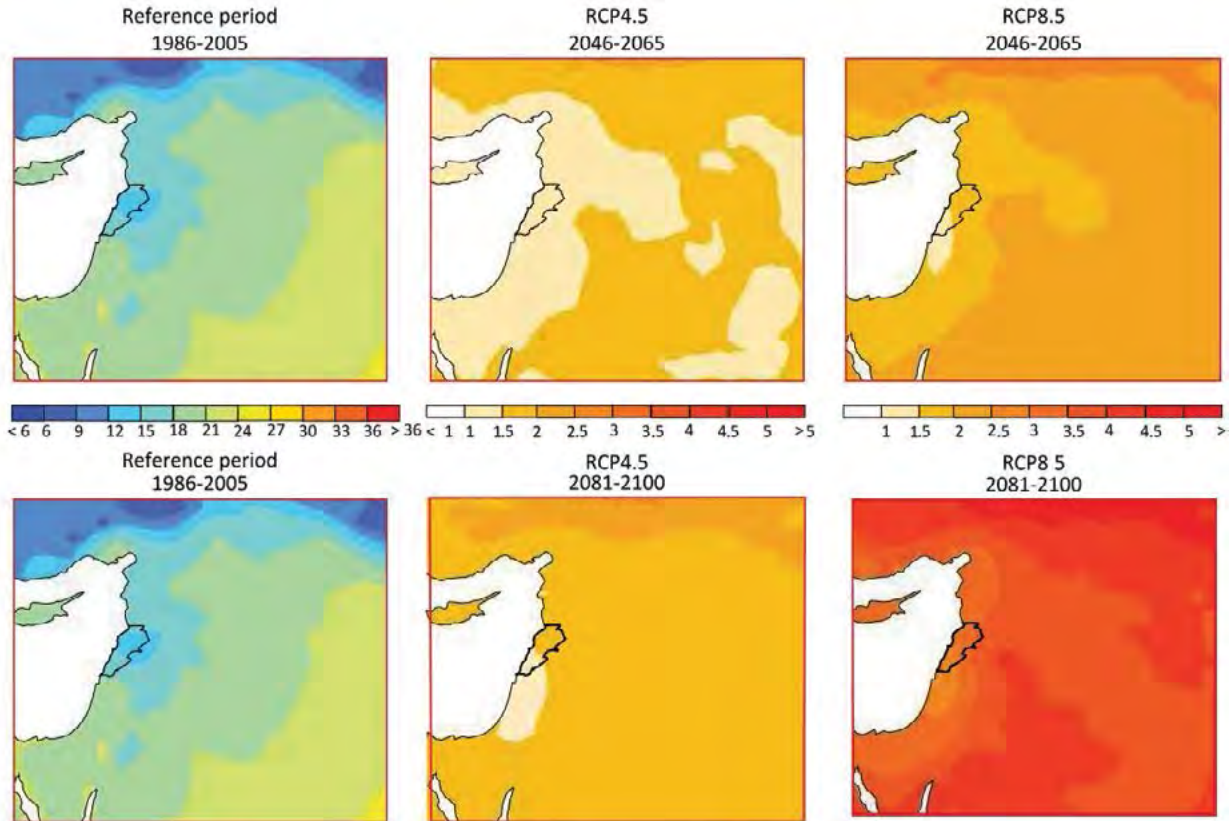 Reference period
1986-2005
RCP4.5
2046-2065
RCP8.5
2046-2065
< 6 6 9 12 15 18 21 24 27 30 33 36 > 36
< 1 1 1.5 2 2.5 3 3.5 4 4.5 5 >5
1 1 1.5 2 2.5 3 3.5 4 4.5 5 >
Reference period
1986-2005
RCP4.5
2081-2100
RCP8 5
2081-2100